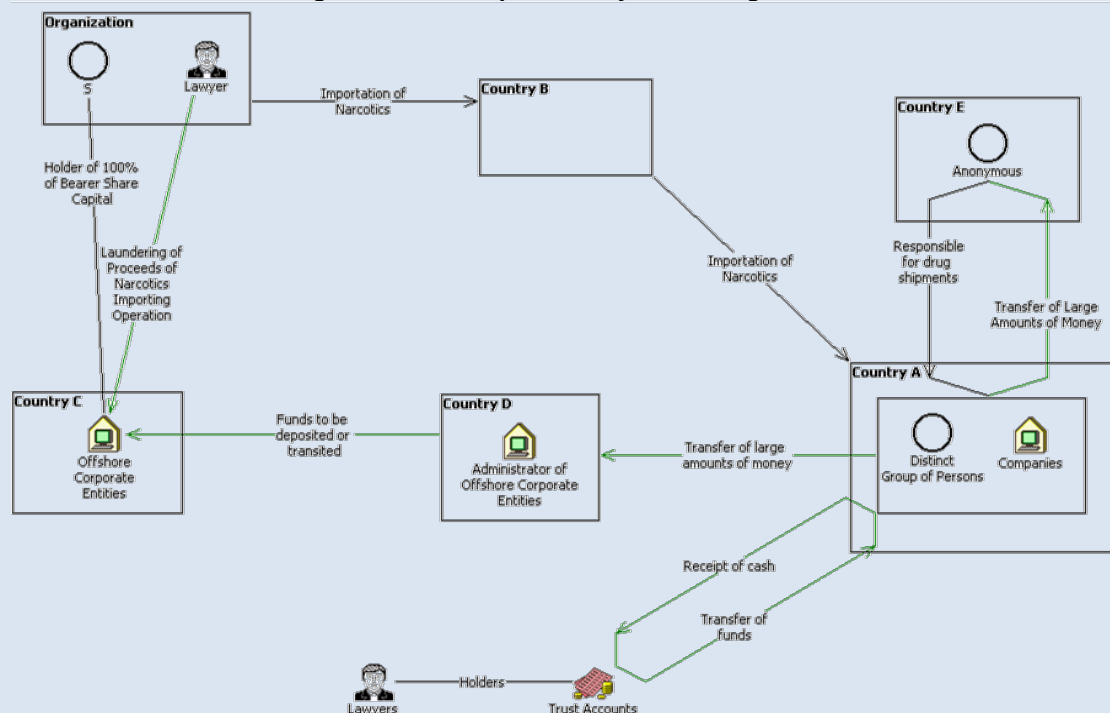 Organization
S
Lawyer
Importation of
Narcotics
Country B
Country E
Anonymous
Holder of 100%
of Bearer Share
Capital
Laundering of
Proceeds of
Narcotics
Importing
Operation
Importation of
Narcotics
Responsible
for drug
shipments
Transfer of Large
Amounts of Money
Country A
Distinct
Group of Persons
Companies
Country C
Offshore
Corporate
Entities
Funds to be
deposited or
transited
Country D
Administrator of
Offshore Corporate
Entities
Transfer of large
amounts of money
Receipt of cash
Transfer of
funds
Lawyers
Holders
Trust Accounts